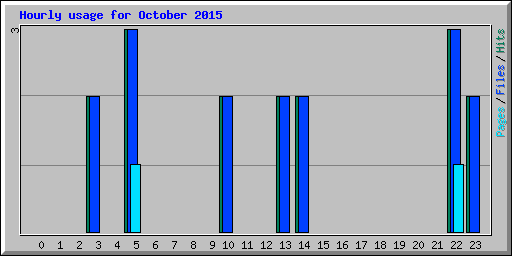 Hourly usage for October 2015
3
Pages/Files/Hits
0 1 2 3 4 5 6 7 8 9 10 11 12 13 14 15 16 17 18 19 20 21 22 23